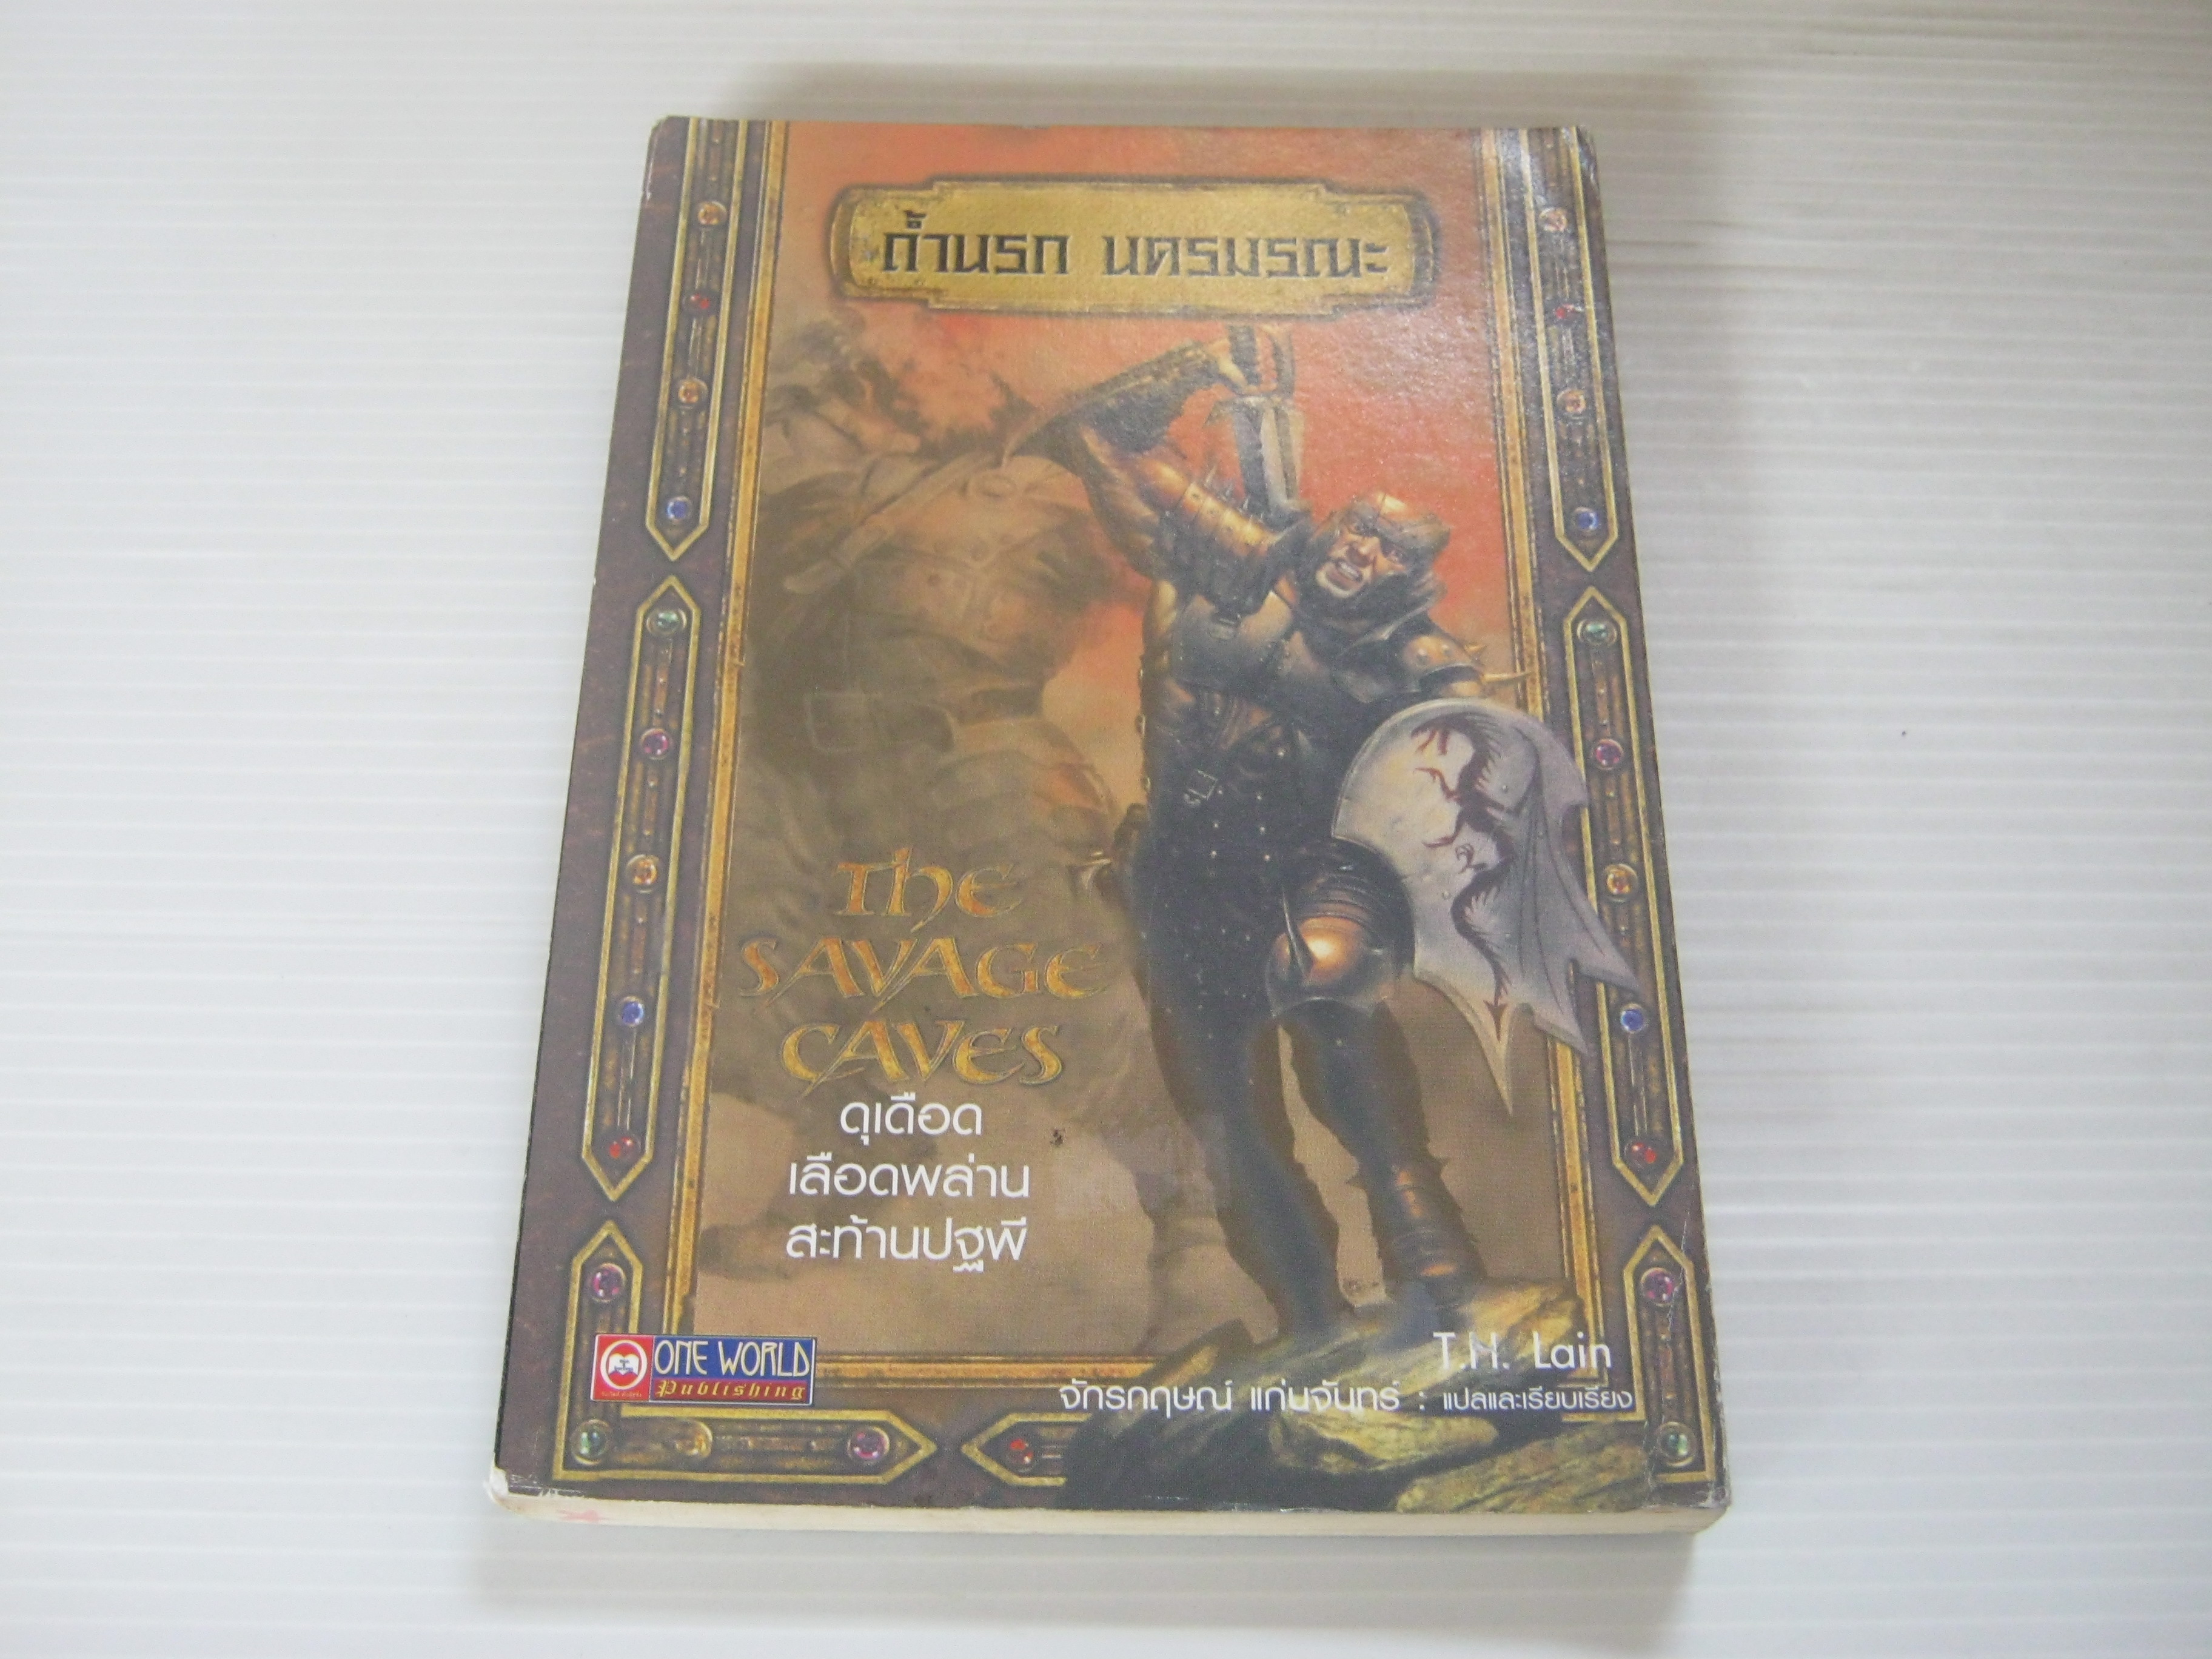 ถ้ำนรก นครมรณะ
THE
SAVAGE
CAVES
ดุเดือด
เลือดพล่าน
สะท้านปฐพี
ONE WORLD
Publishing
T.H. Lain
จักรกฤษณ์ แก่นจันทร์ : แปลและเรียบเรียง